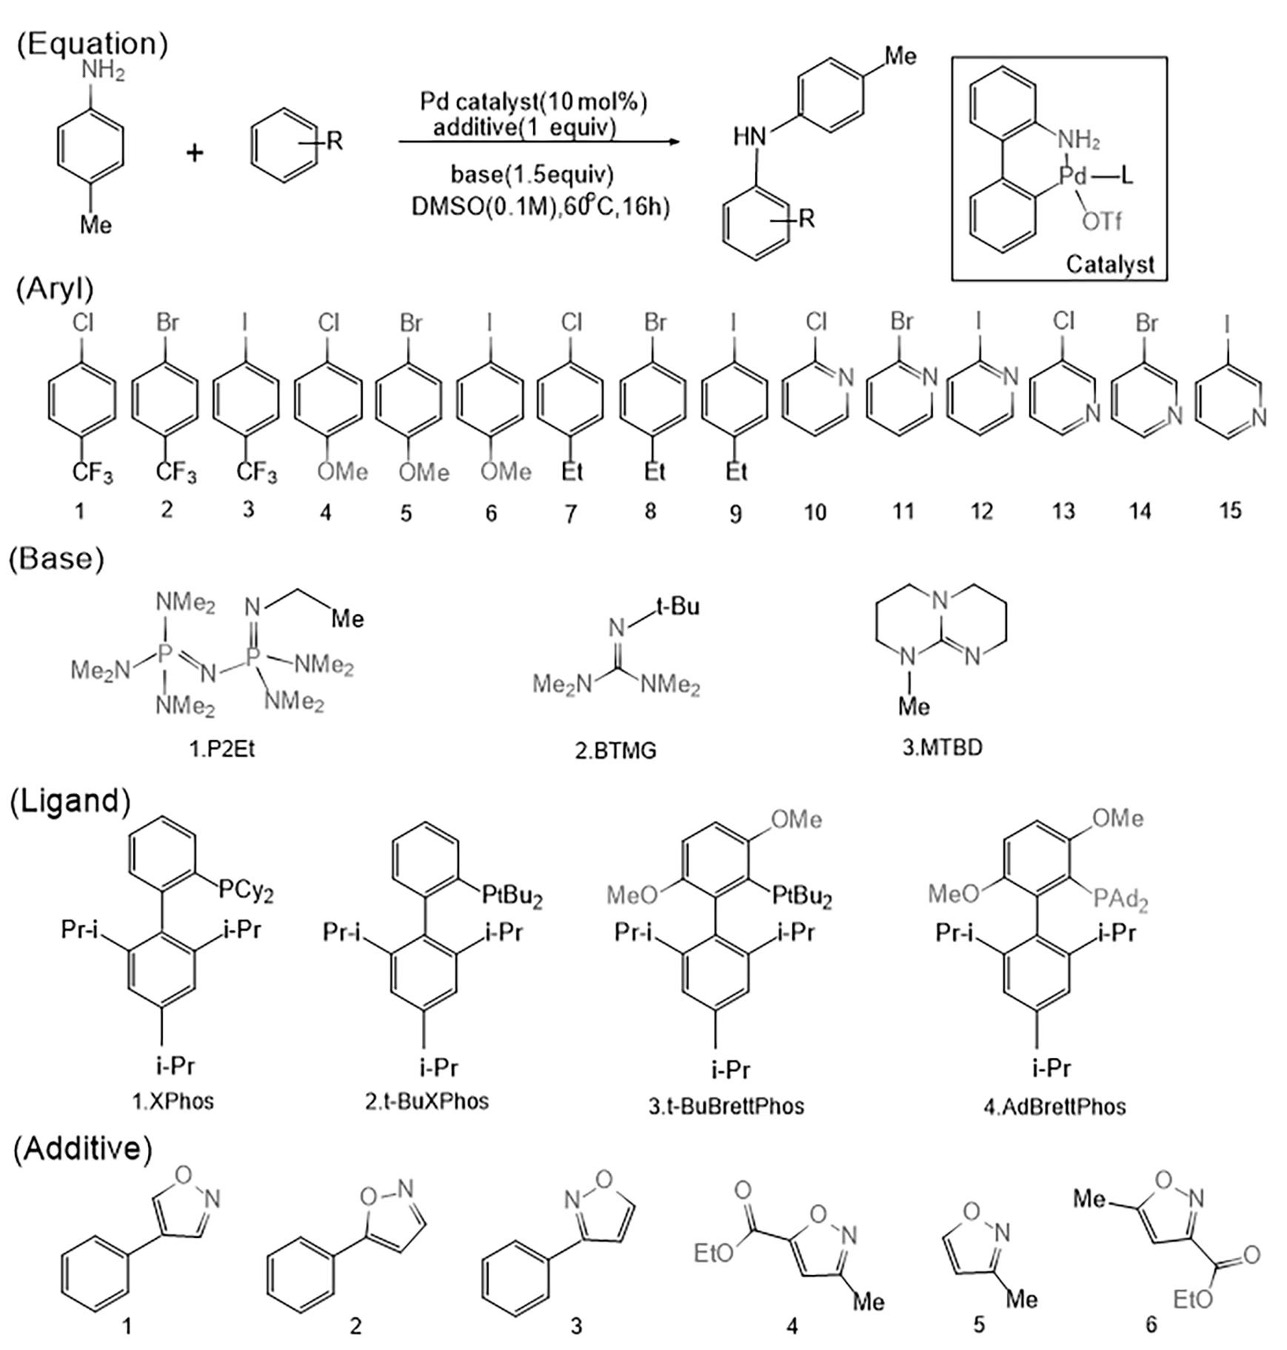 (Equation)
NH2
Me
+
R
Pd catalyst(10 mol%)
additive(1 equiv)
base(1.5equiv)
DMSO(0.1M),60°C,16h)
Me
HN
R
NH2
Pd L
OTf
Catalyst
(Aryl)
Cl Br I Cl Br I Cl Br I Cl Br I Cl Br I
N N N N N N
CF3 CF3 CF3 OMe OMe OMe Et Et Et
1 2 3 4 5 6 7 8 9 10 11 12 13 14 15
(Base)
NMe2 N Me
Me2N P N P NMe2
NMe2 NMe2
1.P2Et
t-Bu
N
Me2N NMe2
2.BTMG
N
N N
Me
3.MTBD
(Ligand)
PCy2
Pr-i i-Pr
i-Pr
1.XPhos
PtBu2
Pr-i i-Pr
i-Pr
2.t-BuXPhos
OMe
MeO PtBu2
Pr-i i-Pr
i-Pr
3.t-BuBrettPhos
OMe
MeO PAd2
Pr-i i-Pr
i-Pr
4.AdBrettPhos
(Additive)
O N
1
O N
2
N O
3
O
EtO
O N
Me
4
O N
Me
5
Me O N
O
EtO
6